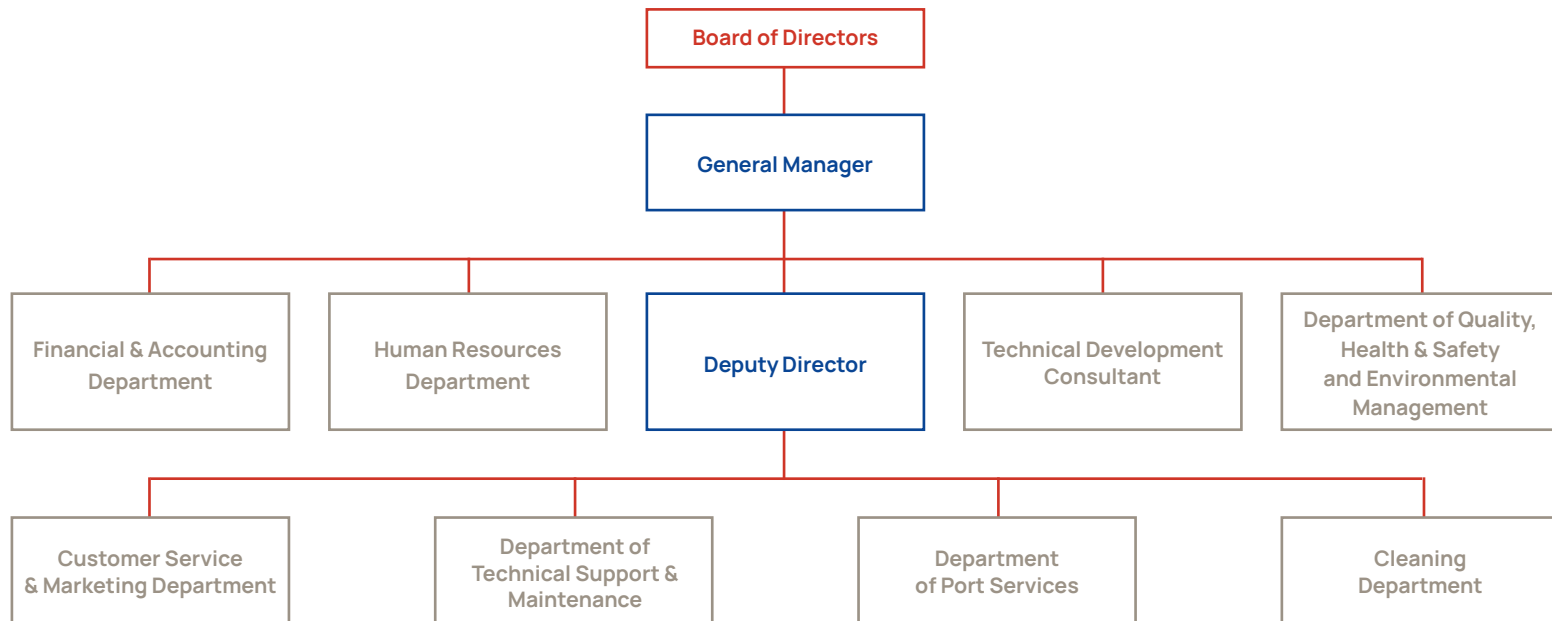 Board of Directors
General Manager
Financial & Accounting
Department
Human Resources
Department
Deputy Director
Technical Development
Consultant
Department of Quality,
Health & Safety
and Environmental
Management
Customer Service
& Marketing Department
Department of
Technical Support &
Maintenance
Department
of Port Services
Cleaning
Department